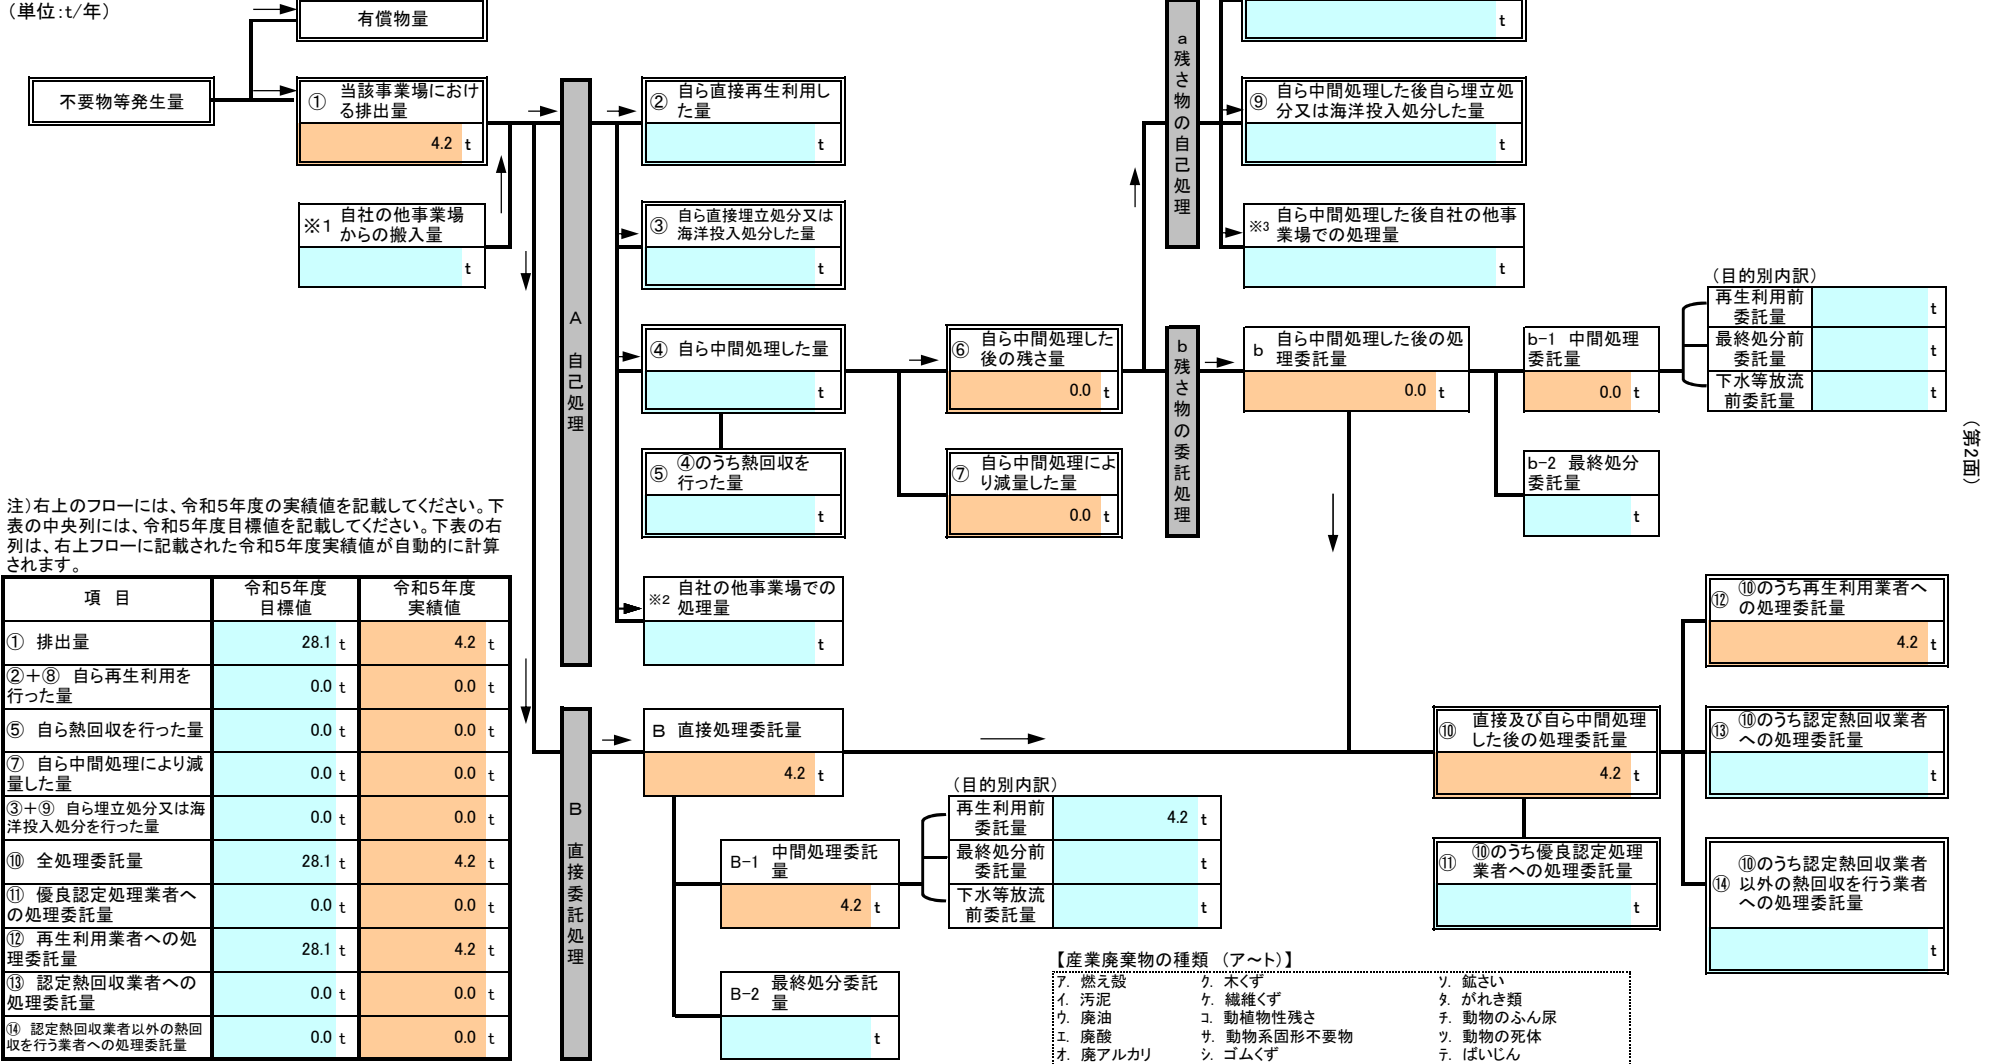 （単位：t/年）
有償物量
不要物等発生量
① 当該事業場におけ
る排出量
4.2 t
※1 自社の他事業場
からの搬入量
t
A 自己処理
② 自ら直接再生利用し
た量
t
③ 自ら直接埋立処分又は
海洋投入処分した量
t
④ 自ら中間処理した量
t
⑤ ④のうち熱回収を
行った量
t
※2 自社の他事業場での
処理量
t
⑥ 自ら中間処理した
後の残さ量
0.0 t
⑦ 自ら中間処理によ
り減量した量
0.0 t
a 残さ物の自己処理
t
⑨ 自ら中間処理した後自ら埋立処
分又は海洋投入処分した量
t
※3 自ら中間処理した後自社の他事
業場での処理量
t
b 残さ物の委託処理
b 自ら中間処理した後の処
理委託量
0.0 t
b-1 中間処理
委託量
0.0 t
b-2 最終処分
委託量
t
（目的別内訳）
再生利用前
委託量
t
最終処分前
委託量
t
下水等放流
前委託量
t
（第2面）
注）右上のフローには、令和5年度の実績値を記載してください。下
表の中央列には、令和5年度目標値を記載してください。下表の右
列は、右上フローに記載された令和5年度実績値が自動的に計算
されます。
項 目
令和5年度
目標値
令和5年度
実績値
① 排出量
28.1 t
4.2 t
②＋⑧ 自ら再生利用を
行った量
0.0 t
0.0 t
⑤ 自ら熱回収を行った量
0.0 t
0.0 t
⑦ 自ら中間処理により減
量した量
0.0 t
0.0 t
③＋⑨ 自ら埋立処分又は海
洋投入処分を行った量
0.0 t
0.0 t
⑩ 全処理委託量
28.1 t
4.2 t
⑪ 優良認定処理業者へ
の処理委託量
0.0 t
0.0 t
⑫ 再生利用業者への処
理委託量
28.1 t
4.2 t
⑬ 認定熱回収業者への
処理委託量
0.0 t
0.0 t
⑭ 認定熱回収業者以外の熱回
収を行う業者への処理委託量
0.0 t
0.0 t
B 直接委託処理
B 直接処理委託量
4.2 t
B-1 中間処理委託
量
4.2 t
B-2 最終処分委託
量
t
（目的別内訳）
再生利用前
委託量
4.2 t
最終処分前
委託量
t
下水等放流
前委託量
t
⑩ 直接及び自ら中間処理
した後の処理委託量
4.2 t
⑪ ⑩のうち優良認定処理
業者への処理委託量
t
⑫ ⑩のうち再生利用業者へ
の処理委託量
4.2 t
⑬ ⑩のうち認定熱回収業者
への処理委託量
t
⑭ ⑩のうち認定熱回収業者
以外の熱回収を行う業者
への処理委託量
t
【産業廃棄物の種類 （ア～ト）】
ア. 燃え殻 ク. 木くず ソ. 鉱さい
イ. 汚泥 ケ. 繊維くず タ. がれき類
ウ. 廃油 コ. 動植物性残さ チ. 動物のふん尿
エ. 廃酸 サ. 動物系固形不要物 ツ. 動物の死体
オ. 廃アルカリ シ. ゴムくず テ. ばいじん